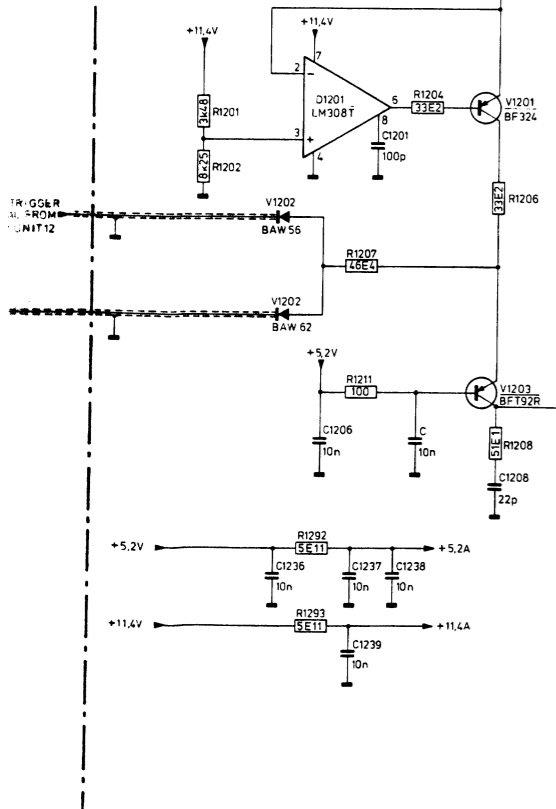 +11,4V
+11,4V
7
2
−
R1201
3k48
D1201
LM308T
6
R1204
33E2
V1201
BF324
8
C1201
100p
3
+
4
R1202
8k25
R1206
33E2
TRIGGER
FROM
UNIT 12
V1202
BAW 56
R1207
46E4
V1202
BAW 62
+5,2V
R1211
100
V1203
BFT92R
C1206
10n
C
10n
R1208
51E1
C1208
22p
+5,2V
R1292
5E11
+5,2A
C1236
10n
C1237
10n
C1238
10n
+11,4V
R1293
5E11
+11,4A
C1239
10n